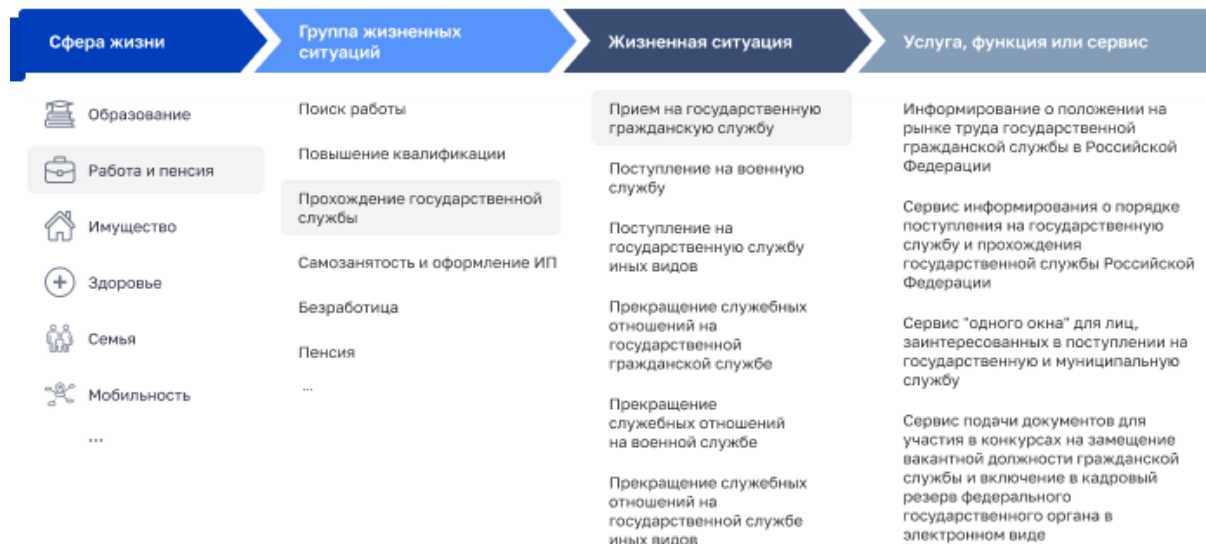 Сфера жизни
Группа жизненных
ситуаций
Жизненная ситуация
Услуга, функция или сервис
Образование
Работа и пенсия
Имущество
Здоровье
Семья
Мобильность
...
Поиск работы
Повышение квалификации
Прохождение государственной
службы
Самозанятость и оформление ИП
Безработица
Пенсия
...
Прием на государственную
гражданскую службу
Поступление на военную
службу
Поступление на
государственную службу
иных видов
Прекращение служебных
отношений на
государственной
гражданской службе
Прекращение
служебных отношений
на военной службе
Прекращение служебных
отношений на
государственной службе
иных видов
Информирование о положении на
рынке труда государственной
гражданской службы в Российской
Федерации
Сервис информирования о порядке
поступления на государственную
службу и прохождения
государственной службы Российской
Федерации
Сервис "одного окна" для лиц,
заинтересованных в поступлении на
государственную и муниципальную
службу
Сервис подачи документов для
участия в конкурсах на замещение
вакантной должности гражданской
службы и включение в кадровый
резерв федерального
государственного органа в
электронном виде